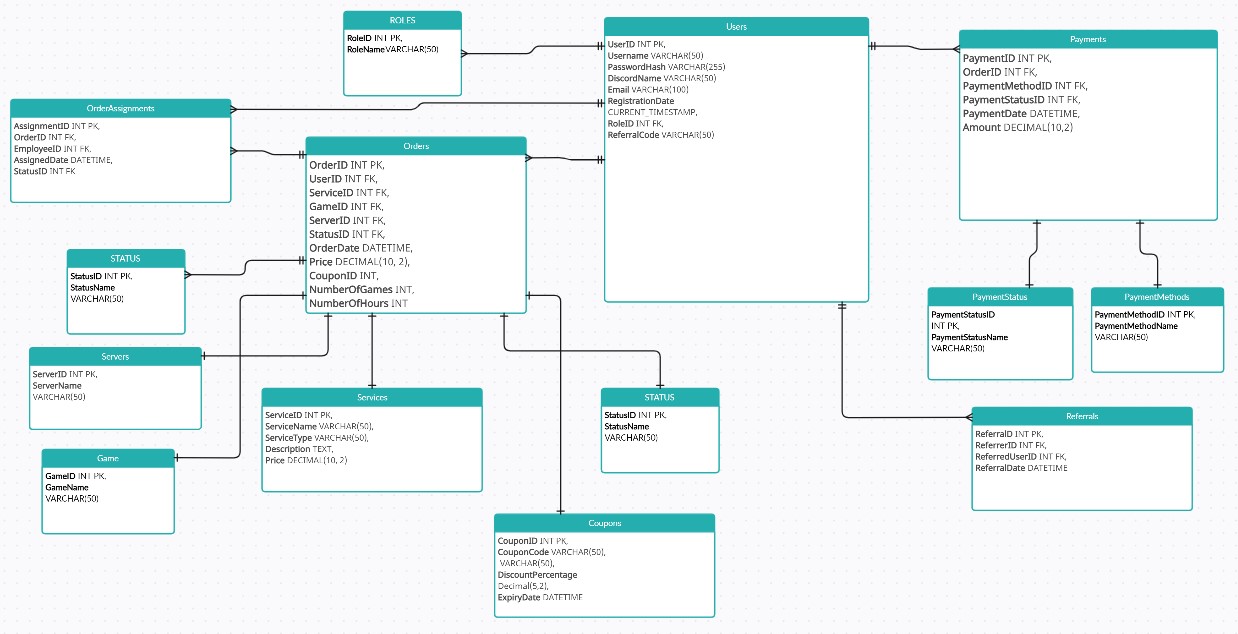 ROLES
RoleID INT PK,
RoleNameVARCHAR(50)
Users
UserID INT PK,
Username VARCHAR(50)
PasswordHash VARCHAR(255)
DiscordName VARCHAR(50)
Email VARCHAR(100)
RegistrationDate
CURRENT_TIMESTAMP,
RoleID INT FK,
ReferralCode VARCHAR(50)
Payments
PaymentID INT PK,
OrderID INT FK,
PaymentMethodID INT FK,
PaymentStatusID INT FK,
PaymentDate DATETIME,
Amount DECIMAL(10,2)
OrderAssignments
AssignmentID INT PK,
OrderID INT FK,
EmployeeID INT FK,
AssignedDate DATETIME,
StatusID INT FK
Orders
OrderID INT PK,
UserID INT FK,
ServiceID INT FK,
GameID INT FK,
ServerID INT FK,
StatusID INT FK,
OrderDate DATETIME,
Price DECIMAL(10, 2),
CouponID INT,
NumberOfGames INT,
NumberOfHours INT
STATUS
StatusID INT PK,
StatusName
VARCHAR(50)
PaymentStatus
PaymentStatusID
INT PK,
PaymentStatusName
VARCHAR(50)
PaymentMethods
PaymentMethodID INT PK,
PaymentMethodName
VARCHAR(50)
Servers
ServerID INT PK,
ServerName
VARCHAR(50)
Services
ServiceID INT PK,
ServiceName VARCHAR(50),
ServiceType VARCHAR(50),
Description TEXT,
Price DECIMAL(10, 2)
STATUS
StatusID INT PK,
StatusName
VARCHAR(50)
Referrals
ReferralID INT PK,
ReferrerID INT FK,
ReferredUserID INT FK,
ReferralDate DATETIME
Game
GameID INT PK,
GameName
VARCHAR(50)
Coupons
CouponID INT PK,
CouponCode VARCHAR(50),
VARCHAR(50),
DiscountPercentage
Decimal(5,2),
ExpiryDate DATETIME